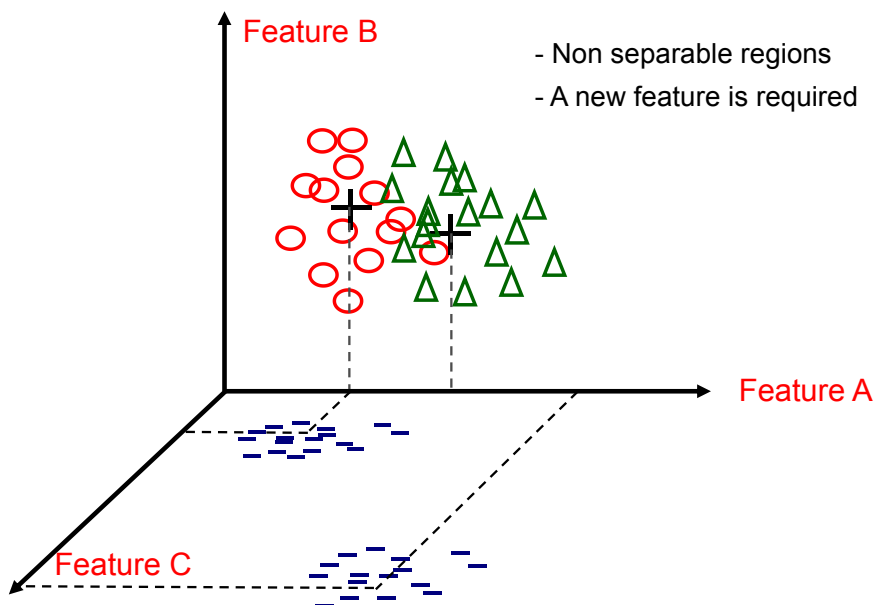 Feature B
- Non separable regions
- A new feature is required
Feature A
Feature C